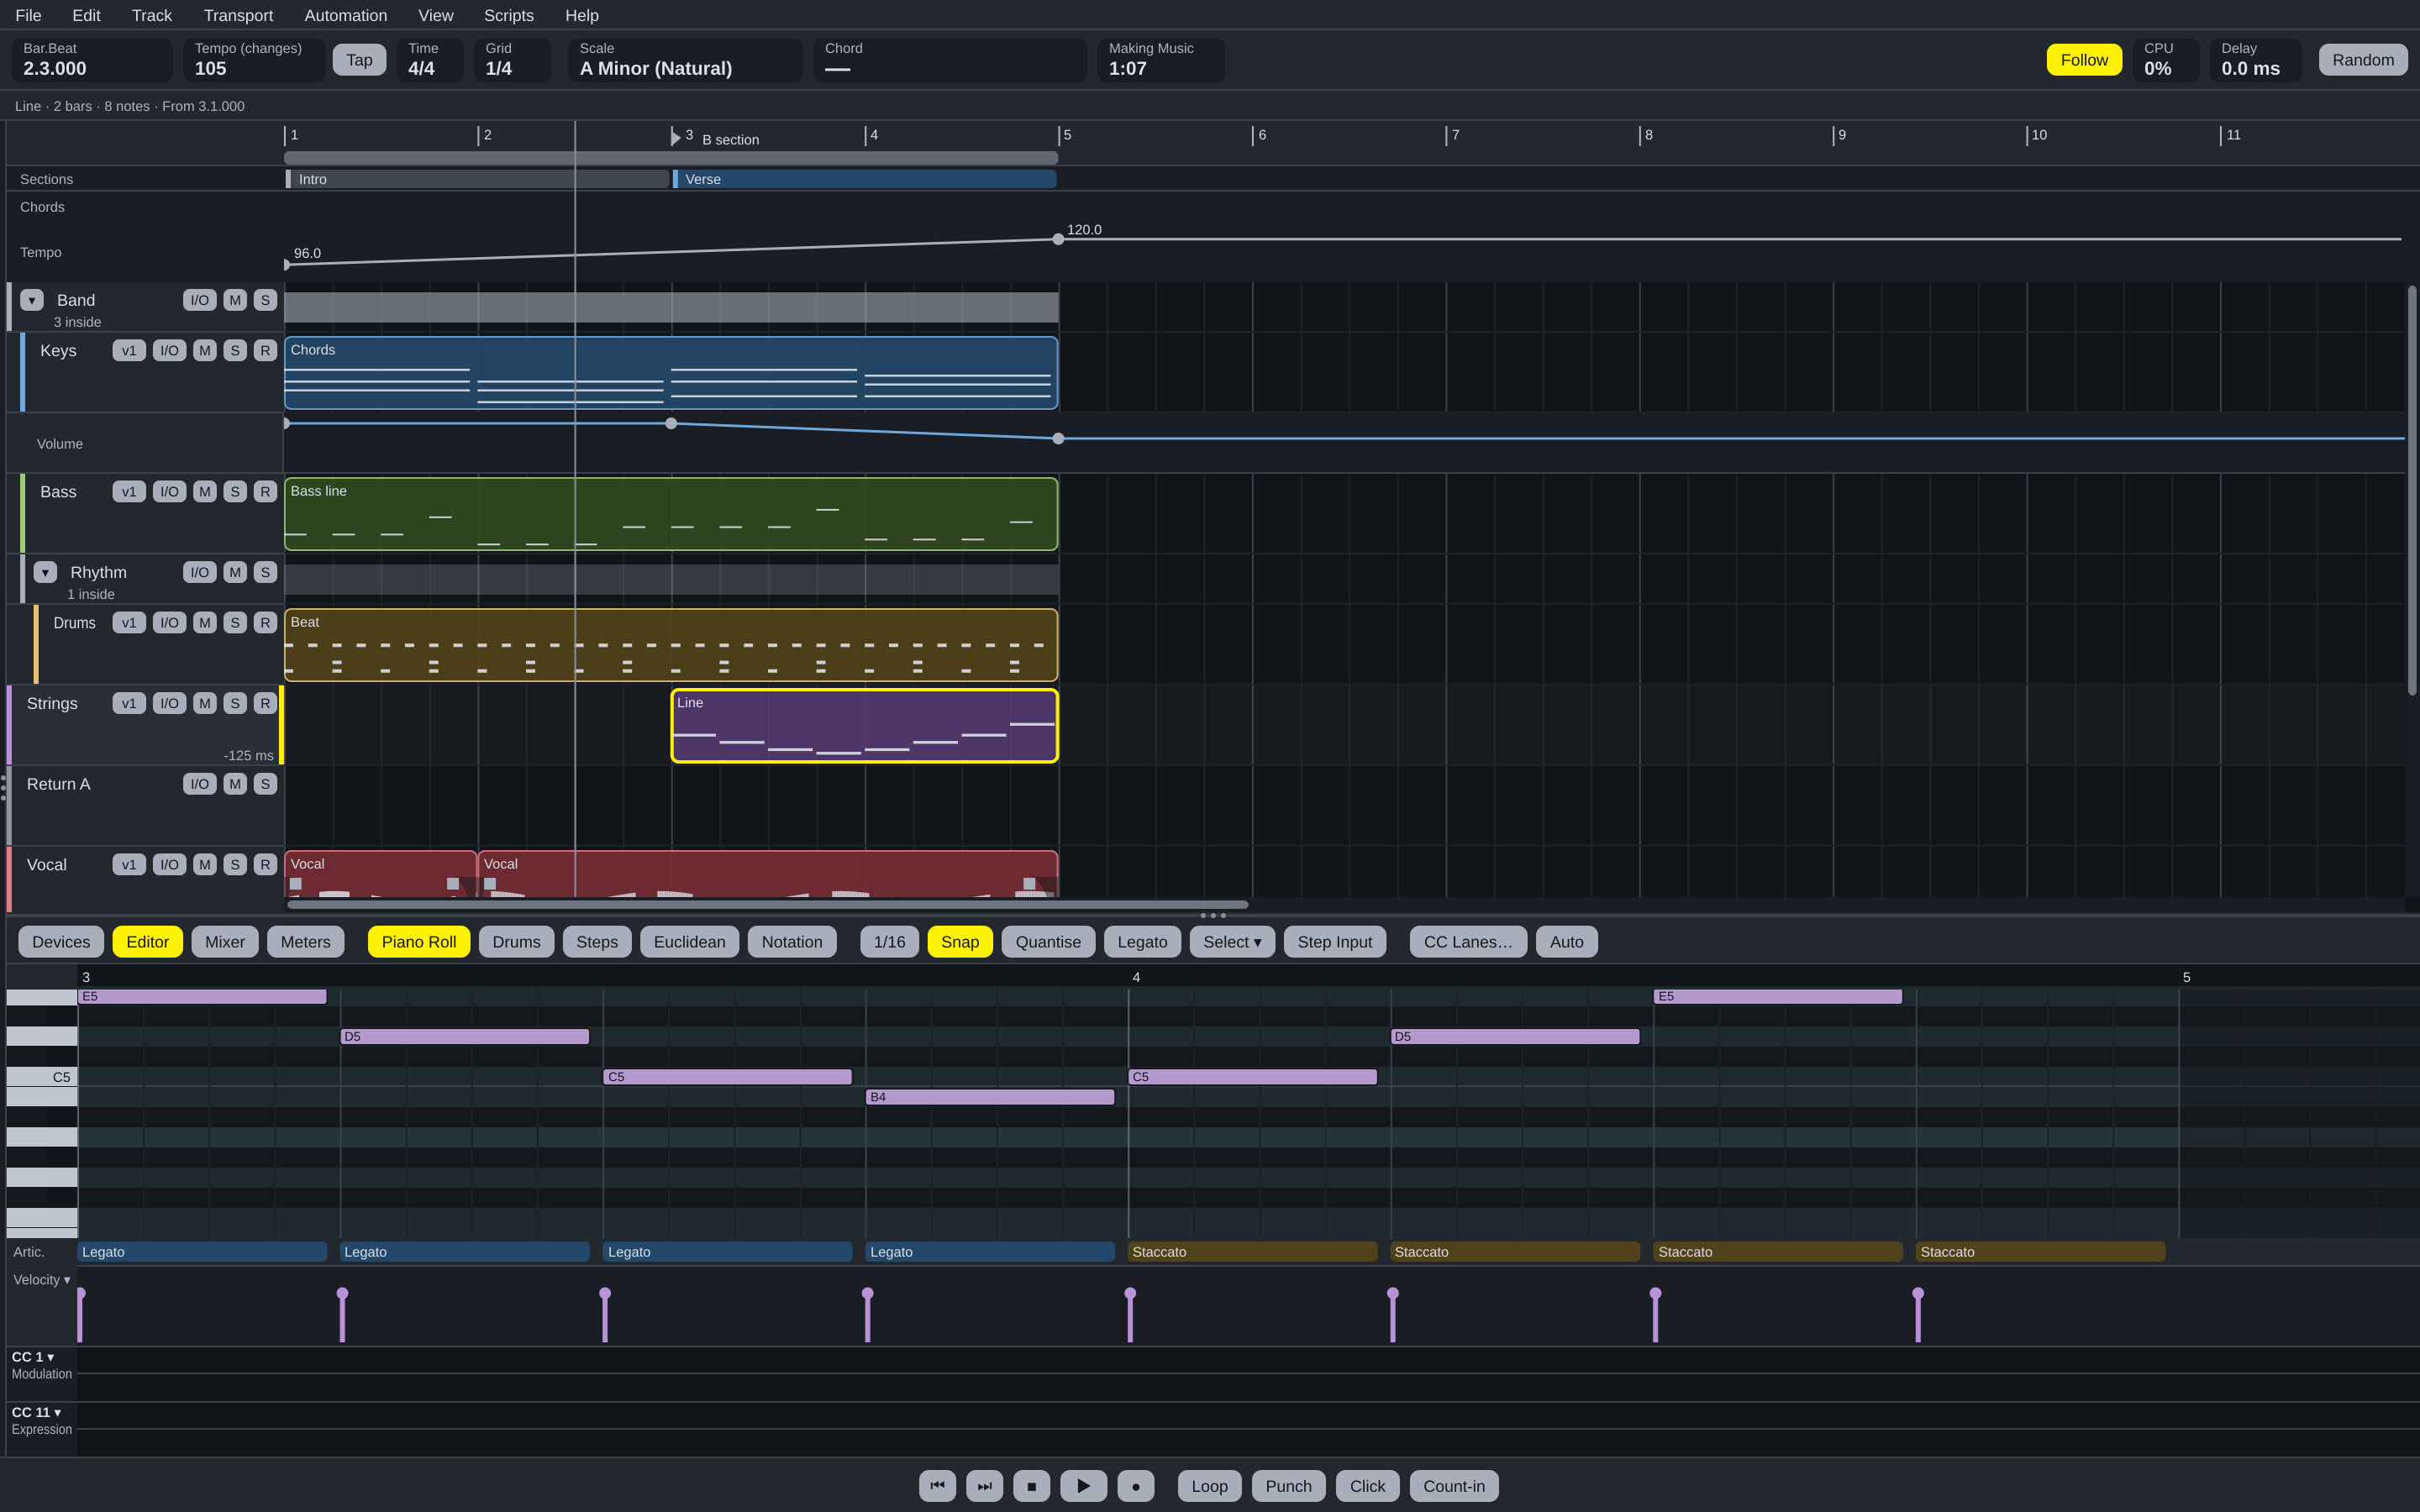 File Edit Track Transport Automation View Scripts Help
Bar.Beat Tempo (changes) Time Grid Scale Chord Making Music CPU Delay
2.3.000 105 Tap 4/4 1/4 A Minor (Natural) — 1:07 Follow 0% 0.0 ms Random
Line · 2 bars · 8 notes · From 3.1.000
1 2 3 B section 4 5 6 7 8 9 10 11
Sections Intro Verse
Chords
Tempo 96.0 120.0
▾ Band I/O M S
3 inside
Keys v1 I/O M S R Chords
Volume
Bass v1 I/O M S R Bass line
▾ Rhythm I/O M S
1 inside
Drums v1 I/O M S R Beat
Strings v1 I/O M S R Line
-125 ms
Return A I/O M S
Vocal v1 I/O M S R Vocal Vocal
Devices Editor Mixer Meters Piano Roll Drums Steps Euclidean Notation 1/16 Snap Quantise Legato Select ▾ Step Input CC Lanes… Auto
3 4 5
E5 E5
D5 D5
C5 C5 C5
B4
Artic. Legato Legato Legato Legato Staccato Staccato Staccato Staccato
Velocity ▾
CC 1 ▾
Modulation
CC 11 ▾
Expression
Loop Punch Click Count-in